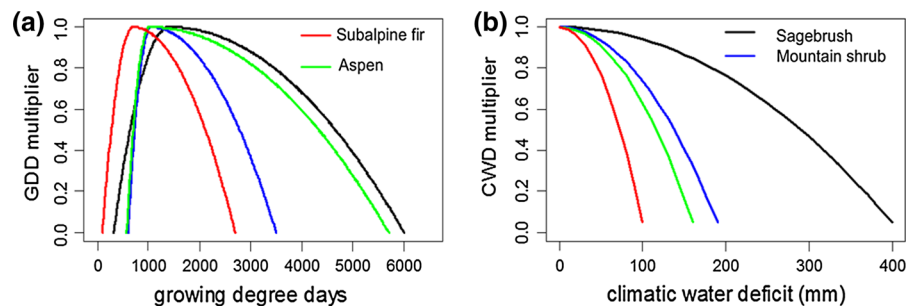 (a)
GDD multiplier
0.0 0.2 0.4 0.6 0.8 1.0
Subalpine fir
Aspen
0 1000 2000 3000 4000 5000 6000
growing degree days
(b)
CWD multiplier
0.0 0.2 0.4 0.6 0.8 1.0
Sagebrush
Mountain shrub
0 100 200 300 400
climatic water deficit (mm)